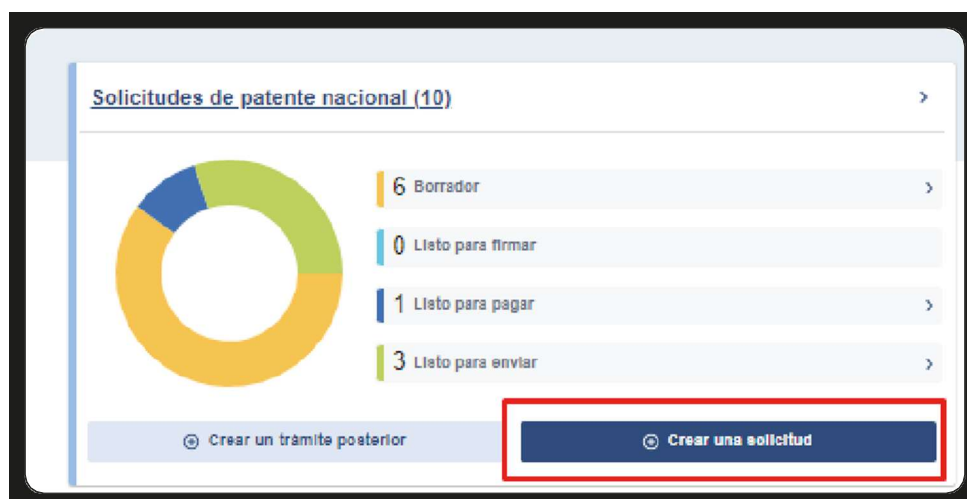 Solicitudes de patente nacional (10)
6 Borrador
0 Listo para firmar
1 Listo para pagar
3 Listo para enviar
Crear un trámite posterior
Crear una solicitud